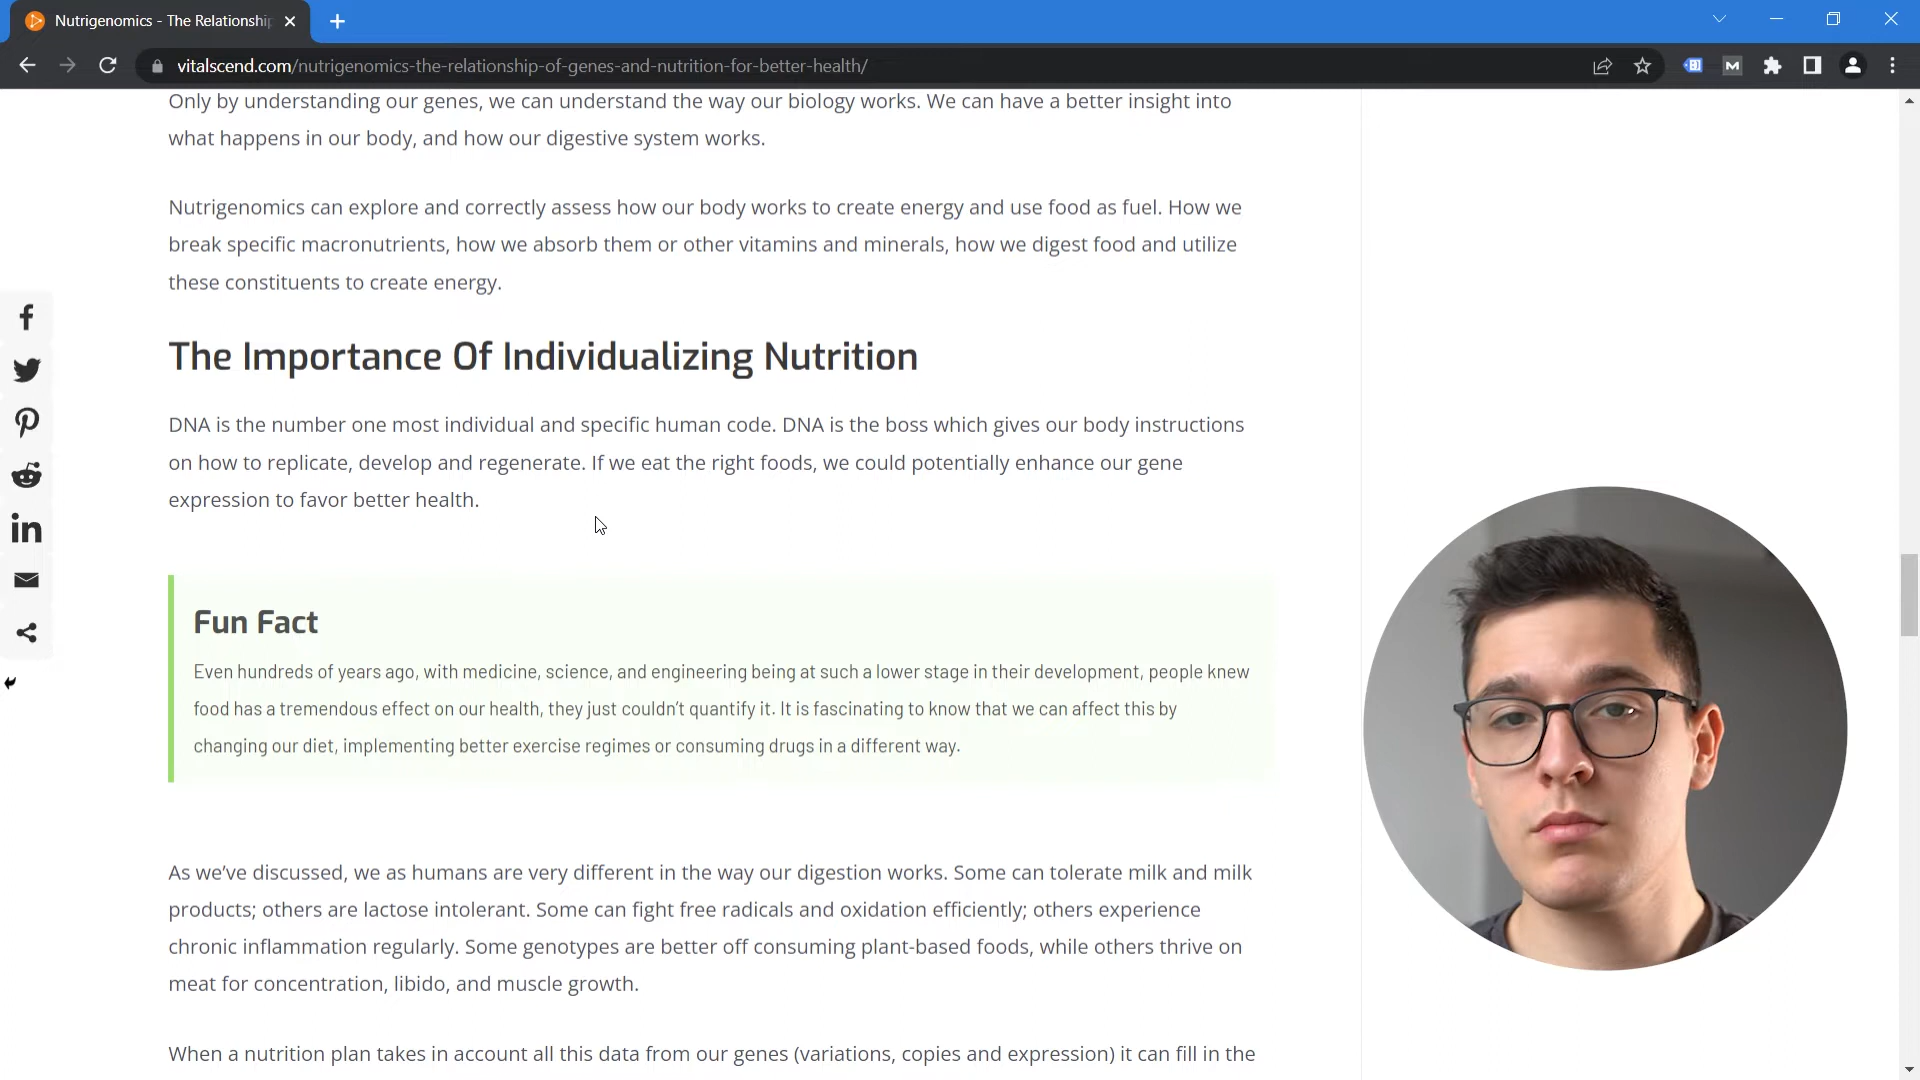 Nutrigenomics - The Relationship
vitalscend.com/nutrigenomics-the-relationship-of-genes-and-nutrition-for-better-health/
Only by understanding our genes, we can understand the way our biology works. We can have a better insight into
what happens in our body, and how our digestive system works.
Nutrigenomics can explore and correctly assess how our body works to create energy and use food as fuel. How we
break specific macronutrients, how we absorb them or other vitamins and minerals, how we digest food and utilize
these constituents to create energy.
The Importance Of Individualizing Nutrition
DNA is the number one most individual and specific human code. DNA is the boss which gives our body instructions
on how to replicate, develop and regenerate. If we eat the right foods, we could potentially enhance our gene
expression to favor better health.
Fun Fact
Even hundreds of years ago, with medicine, science, and engineering being at such a lower stage in their development, people knew
food has a tremendous effect on our health, they just couldn't quantify it. It is fascinating to know that we can affect this by
changing our diet, implementing better exercise regimes or consuming drugs in a different way.
As we've discussed, we as humans are very different in the way our digestion works. Some can tolerate milk and milk
products; others are lactose intolerant. Some can fight free radicals and oxidation efficiently; others experience
chronic inflammation regularly. Some genotypes are better off consuming plant-based foods, while others thrive on
meat for concentration, libido, and muscle growth.
When a nutrition plan takes in account all this data from our genes (variations, copies and expression) it can fill in the